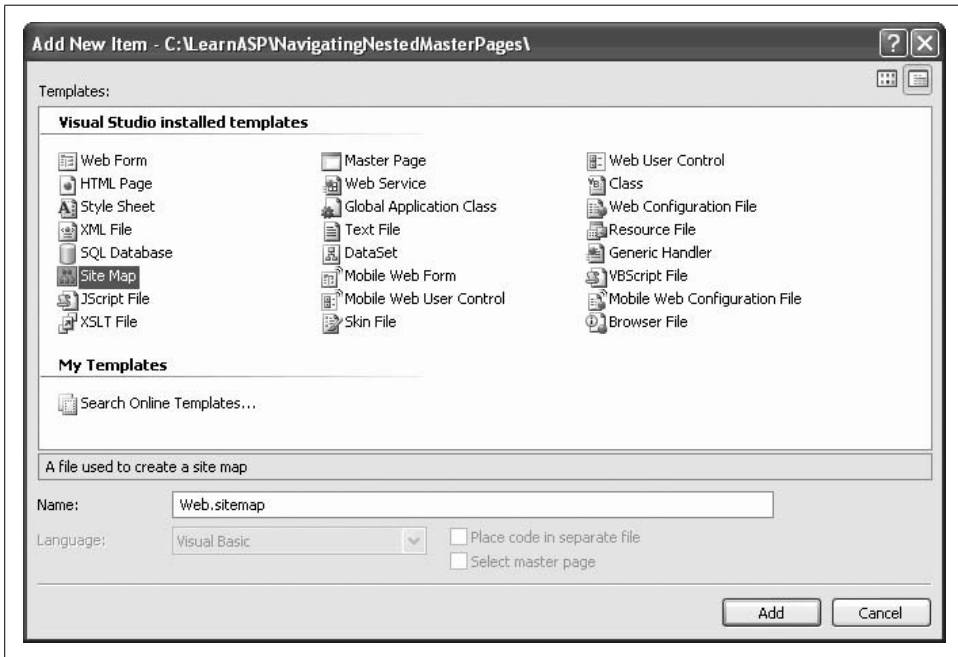 Add New Item - C:\LearnASP\NavigatingNestedMasterPages\
Templates:
Visual Studio installed templates
Web Form
HTML Page
Style Sheet
XML File
SQL Database
Site Map
JScript File
XSLT File
Master Page
Web Service
Global Application Class
Text File
DataSet
Mobile Web Form
Mobile Web User Control
Skin File
Web User Control
Class
Web Configuration File
Resource File
Generic Handler
VBScript File
Mobile Web Configuration File
Browser File
My Templates
Search Online Templates...
A file used to create a site map
Name:
Web.sitemap
Language:
Visual Basic
Place code in separate file
Select master page
Add
Cancel